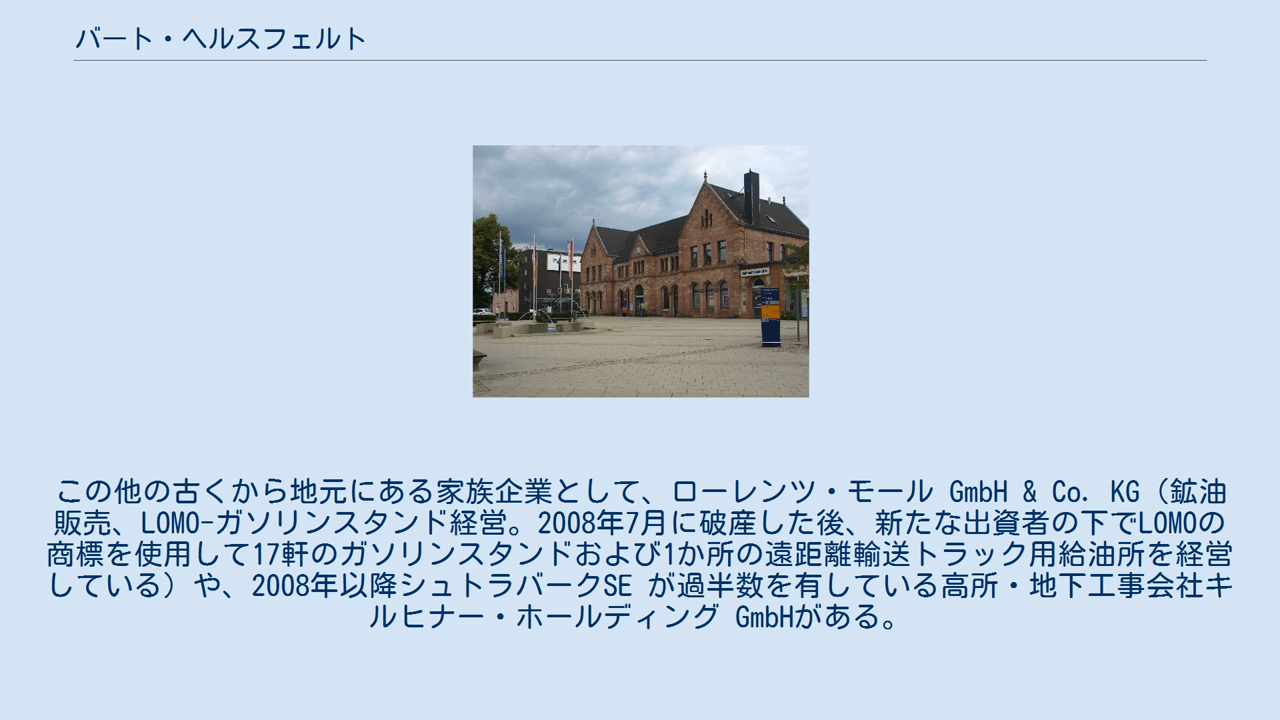 バート・ヘルスフェルト
この他の古くから地元にある家族企業として、ローレンツ・モール GmbH & Co. KG（鉱油
販売、LOMO-ガソリンスタンド経営。2008年7月に破産した後、新たな出資者の下でLOMOの
商標を使用して17軒のガソリンスタンドおよび1か所の遠距離輸送トラック用給油所を経営
している）や、2008年以降シュトラバークSE が過半数を有している高所・地下工事会社キ
ルヒナー・ホールディング GmbHがある。